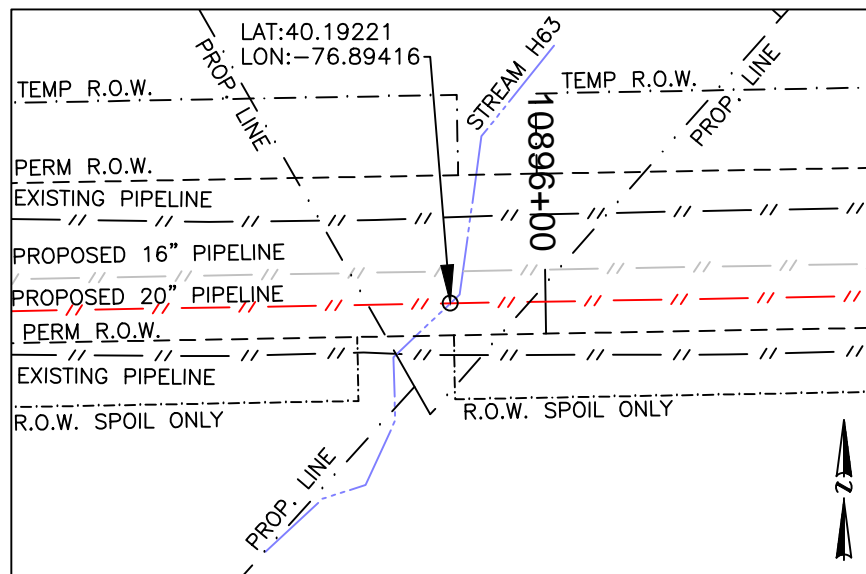 LAT:40.19221
LON:-76.89416
STREAM H63
PROP. LINE
PROP. LINE
TEMP R.O.W.
TEMP R.O.W.
10896+00
PERM R.O.W.
EXISTING PIPELINE
PROPOSED 16" PIPELINE
PROPOSED 20" PIPELINE
PERM R.O.W.
EXISTING PIPELINE
R.O.W. SPOIL ONLY
R.O.W. SPOIL ONLY
PROP. LINE
N